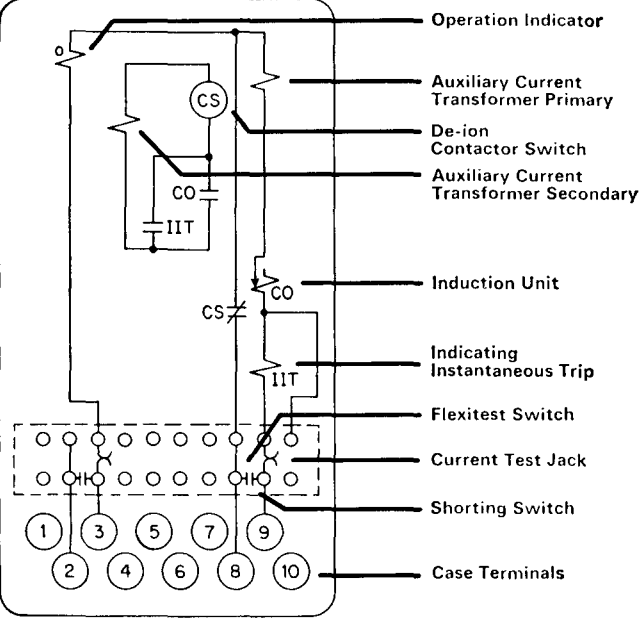 Operation Indicator
O
Auxiliary Current
Transformer Primary
CS
De-ion
Contactor Switch
Auxiliary Current
Transformer Secondary
CO
IIT
Induction Unit
CO
CS
Indicating
Instantaneous Trip
IIT
Flexitest Switch
Current Test Jack
Shorting Switch
1 3 5 7 9
2 4 6 8 10
Case Terminals